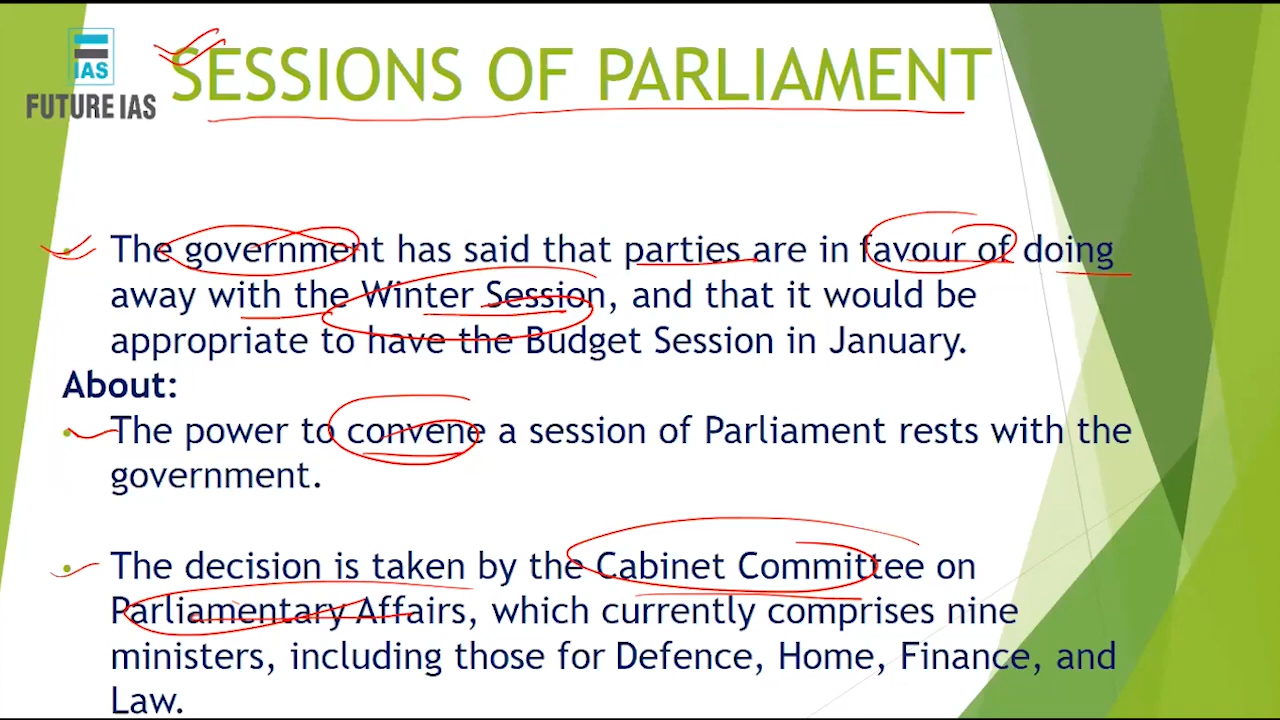 SESSIONS OF PARLIAMENT
IAS
FUTURE IAS
• The government has said that parties are in favour of doing
away with the Winter Session, and that it would be
appropriate to have the Budget Session in January.
About:
• The power to convene a session of Parliament rests with the
government.
• The decision is taken by the Cabinet Committee on
Parliamentary Affairs, which currently comprises nine
ministers, including those for Defence, Home, Finance, and
Law.